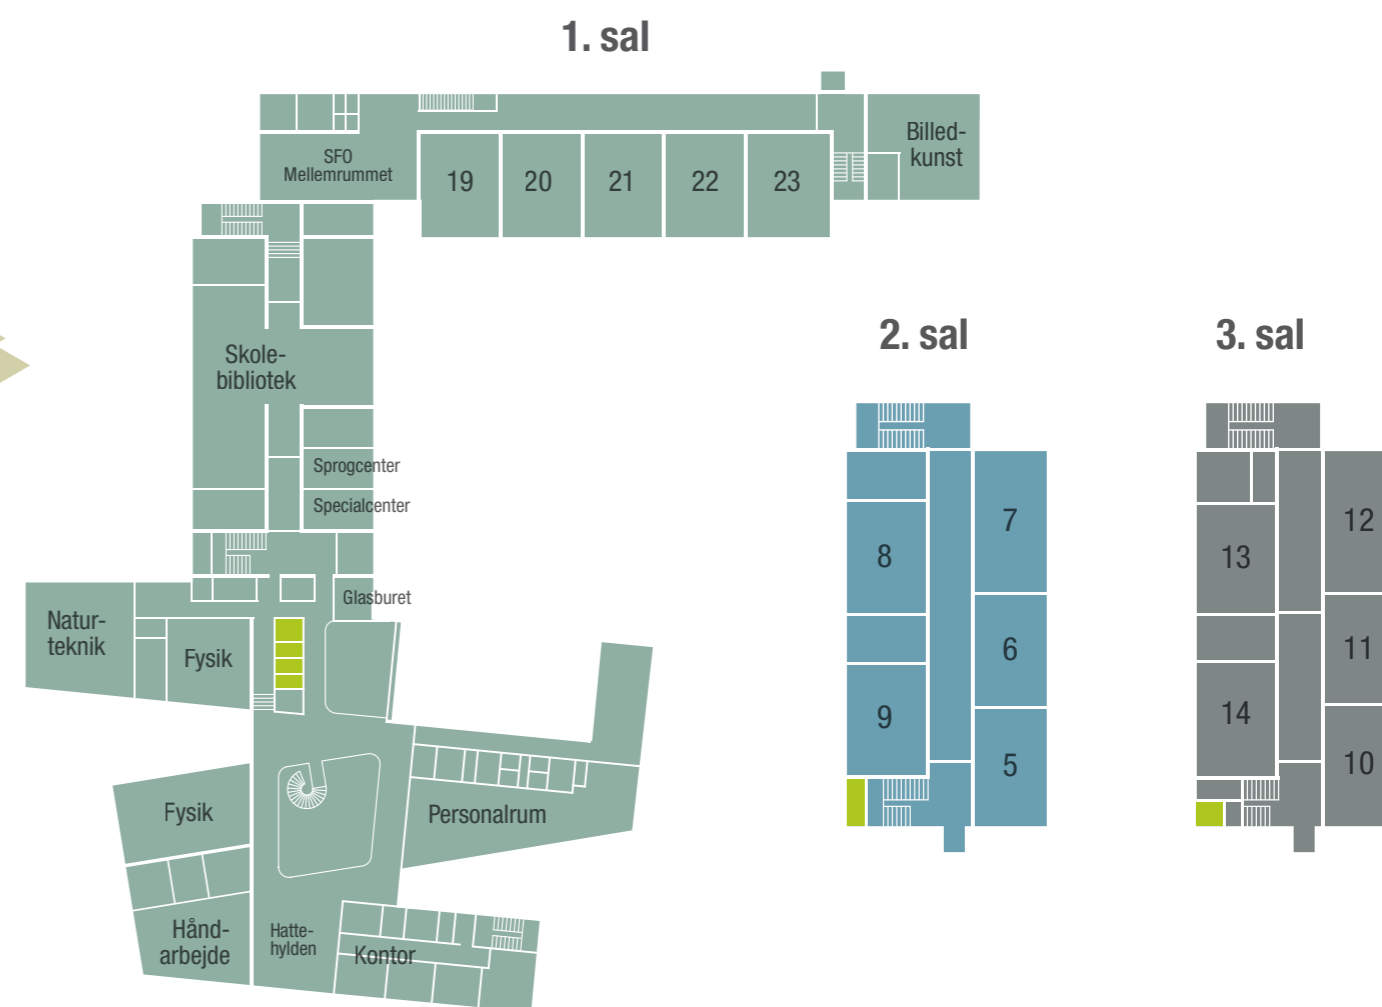 1. sal
SFO
Mellemrummet
19
20
21
22
23
Billed-
kunst
Skole-
bibliotek
Sprogcenter
Specialcenter
Glasburet
Natur-
teknik
Fysik
Fysik
Personalrum
Hånd-
arbejde
Hatte-
hylden
Kontor
2. sal
7
8
6
9
5
3. sal
12
13
11
14
10